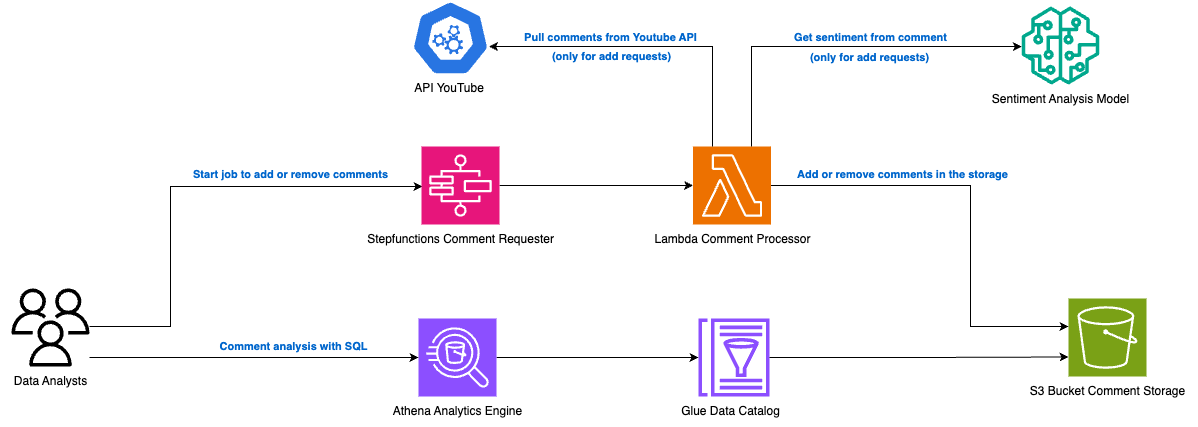 Pull comments from Youtube API
(only for add requests)
Get sentiment from comment
(only for add requests)
API YouTube
Sentiment Analysis Model
Start job to add or remove comments
Add or remove comments in the storage
Stepfunctions Comment Requester
Lambda Comment Processor
Comment analysis with SQL
Data Analysts
Athena Analytics Engine
Glue Data Catalog
S3 Bucket Comment Storage